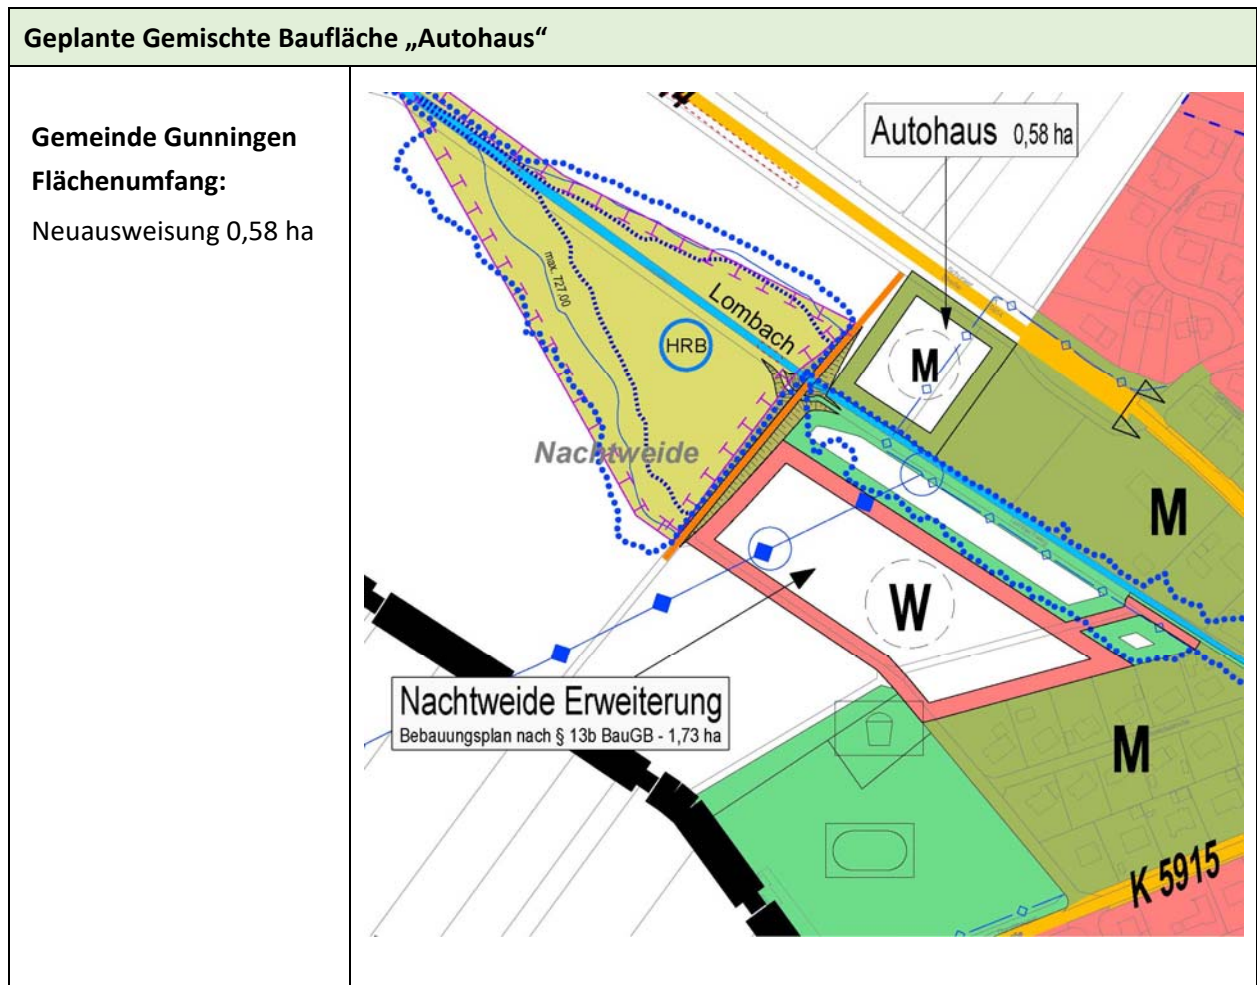 Geplante Gemischte Baufläche „Autohaus“
Gemeinde Gunningen
Flächenumfang:
Neuausweisung 0,58 ha
Autohaus 0,58 ha
max. 727.00
Lombach
HRB
M
Nachtweide
M
W
Nachtweide Erweiterung
Bebauungsplan nach § 13b BauGB - 1,73 ha
M
K 5915